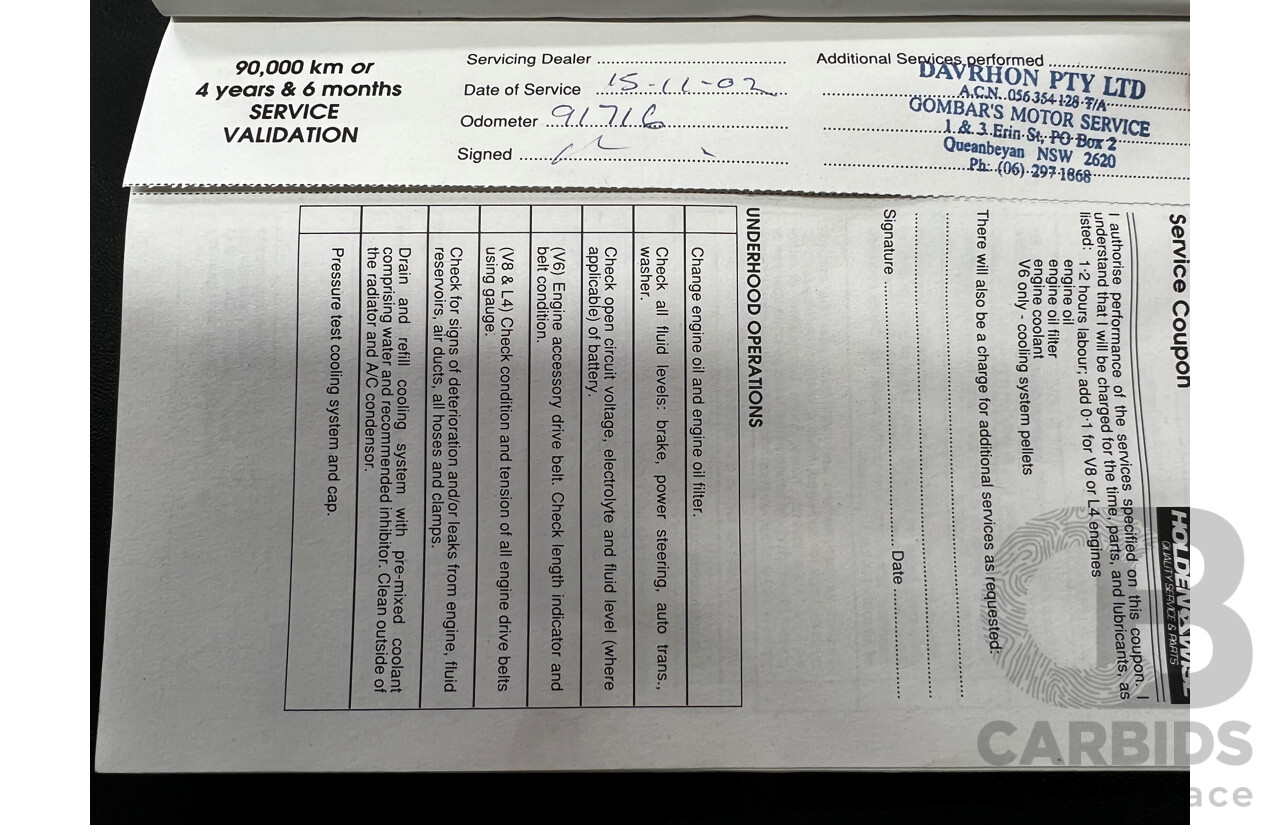 90,000 km or
4 years & 6 months
SERVICE
VALIDATION
Servicing Dealer
Date of Service 15-11-02
Odometer 91716
Signed
Additional Services performed
DAVRHON PTY LTD
A.C.N. 056 354 128 T/A
GOMBAR'S MOTOR SERVICE
1 & 3 Erin St, PO Box 2
Queanbeyan NSW 2620
Ph: (06) 297 1868
Service Coupon
HOLDEN
QUALITY SERVICE & PARTS
I authorise performance of the services specified on this coupon. I
understand that I will be charged for the time, parts, and lubricants, as
listed: 1·2 hours labour; add 0·1 for V8 or L4 engines
engine oil
engine oil filter
engine coolant
V6 only - cooling system pellets
There will also be a charge for additional services as requested:
Signature Date
UNDERHOOD OPERATIONS
Change engine oil and engine oil filter.
Check all fluid levels: brake, power steering, auto trans.,
washer.
Check open circuit voltage, electrolyte and fluid level (where
applicable) of battery.
(V6) Engine accessory drive belt. Check length indicator and
belt condition.
(V8 & L4) Check condition and tension of all engine drive belts
using gauge.
Check for signs of deterioration and/or leaks from engine, fluid
reservoirs, air ducts, all hoses and clamps.
Drain and refill cooling system with pre-mixed coolant
comprising water and recommended inhibitor. Clean outside of
the radiator and A/C condensor.
Pressure test cooling system and cap.
CB
CARBIDS
ace